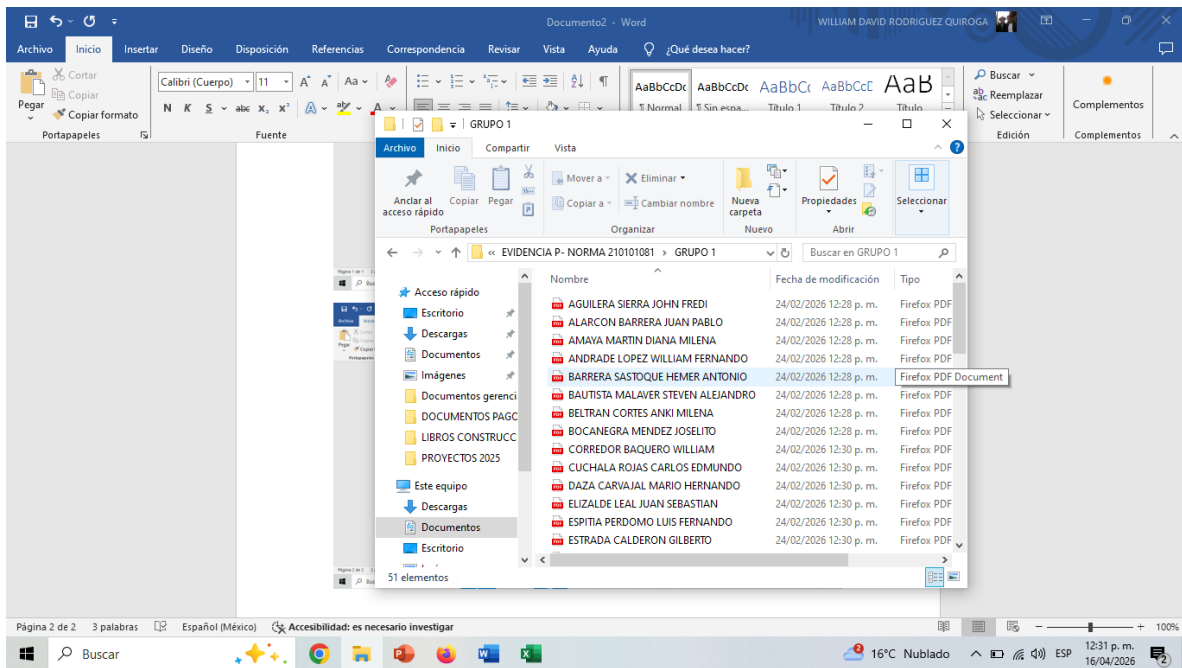 Documento2 - Word
WILLIAM DAVID RODRIGUEZ QUIROGA
Archivo Inicio Insertar Diseño Disposición Referencias Correspondencia Revisar Vista Ayuda ¿Qué desea hacer?
Pegar
Cortar
Copiar
Copiar formato
Portapapeles
Calibri (Cuerpo) 11
N K S abc x₂ x²
Fuente
AaBbCcDc AaBbCcDc AaBbC AaBbCcE AaB
¶ Normal ¶ Sin espa... Título 1 Título 2 Título
Buscar
Reemplazar
Seleccionar
Edición
Complementos
Complementos
GRUPO 1
Archivo Inicio Compartir Vista
Anclar al acceso rápido
Copiar
Pegar
Portapapeles
Mover a
Copiar a
Eliminar
Cambiar nombre
Organizar
Nueva carpeta
Nuevo
Propiedades
Abrir
Seleccionar
« EVIDENCIA P- NORMA 210101081 > GRUPO 1
Buscar en GRUPO 1
Acceso rápido
Escritorio
Descargas
Documentos
Imágenes
Documentos gerenci
DOCUMENTOS PAGO
LIBROS CONSTRUCC
PROYECTOS 2025
Este equipo
Descargas
Documentos
Escritorio
Nombre Fecha de modificación Tipo
AGUILERA SIERRA JOHN FREDI 24/02/2026 12:28 p. m. Firefox PDF
ALARCON BARRERA JUAN PABLO 24/02/2026 12:28 p. m. Firefox PDF
AMAYA MARTIN DIANA MILENA 24/02/2026 12:28 p. m. Firefox PDF
ANDRADE LOPEZ WILLIAM FERNANDO 24/02/2026 12:28 p. m. Firefox PDF
BARRERA SASTOQUE HEMER ANTONIO 24/02/2026 12:28 p. m. Firefox PDF Document
BAUTISTA MALAVER STEVEN ALEJANDRO 24/02/2026 12:28 p. m. Firefox PDF
BELTRAN CORTES ANKI MILENA 24/02/2026 12:28 p. m. Firefox PDF
BOCANEGRA MENDEZ JOSELITO 24/02/2026 12:28 p. m. Firefox PDF
CORREDOR BAQUERO WILLIAM 24/02/2026 12:30 p. m. Firefox PDF
CUCHALA ROJAS CARLOS EDMUNDO 24/02/2026 12:30 p. m. Firefox PDF
DAZA CARVAJAL MARIO HERNANDO 24/02/2026 12:30 p. m. Firefox PDF
ELIZALDE LEAL JUAN SEBASTIAN 24/02/2026 12:30 p. m. Firefox PDF
ESPITIA PERDOMO LUIS FERNANDO 24/02/2026 12:30 p. m. Firefox PDF
ESTRADA CALDERON GILBERTO 24/02/2026 12:30 p. m. Firefox PDF
51 elementos
Página 2 de 2 3 palabras Español (México) Accesibilidad: es necesario investigar
100%
Buscar
16°C Nublado
ESP
12:31 p. m.
16/04/2026